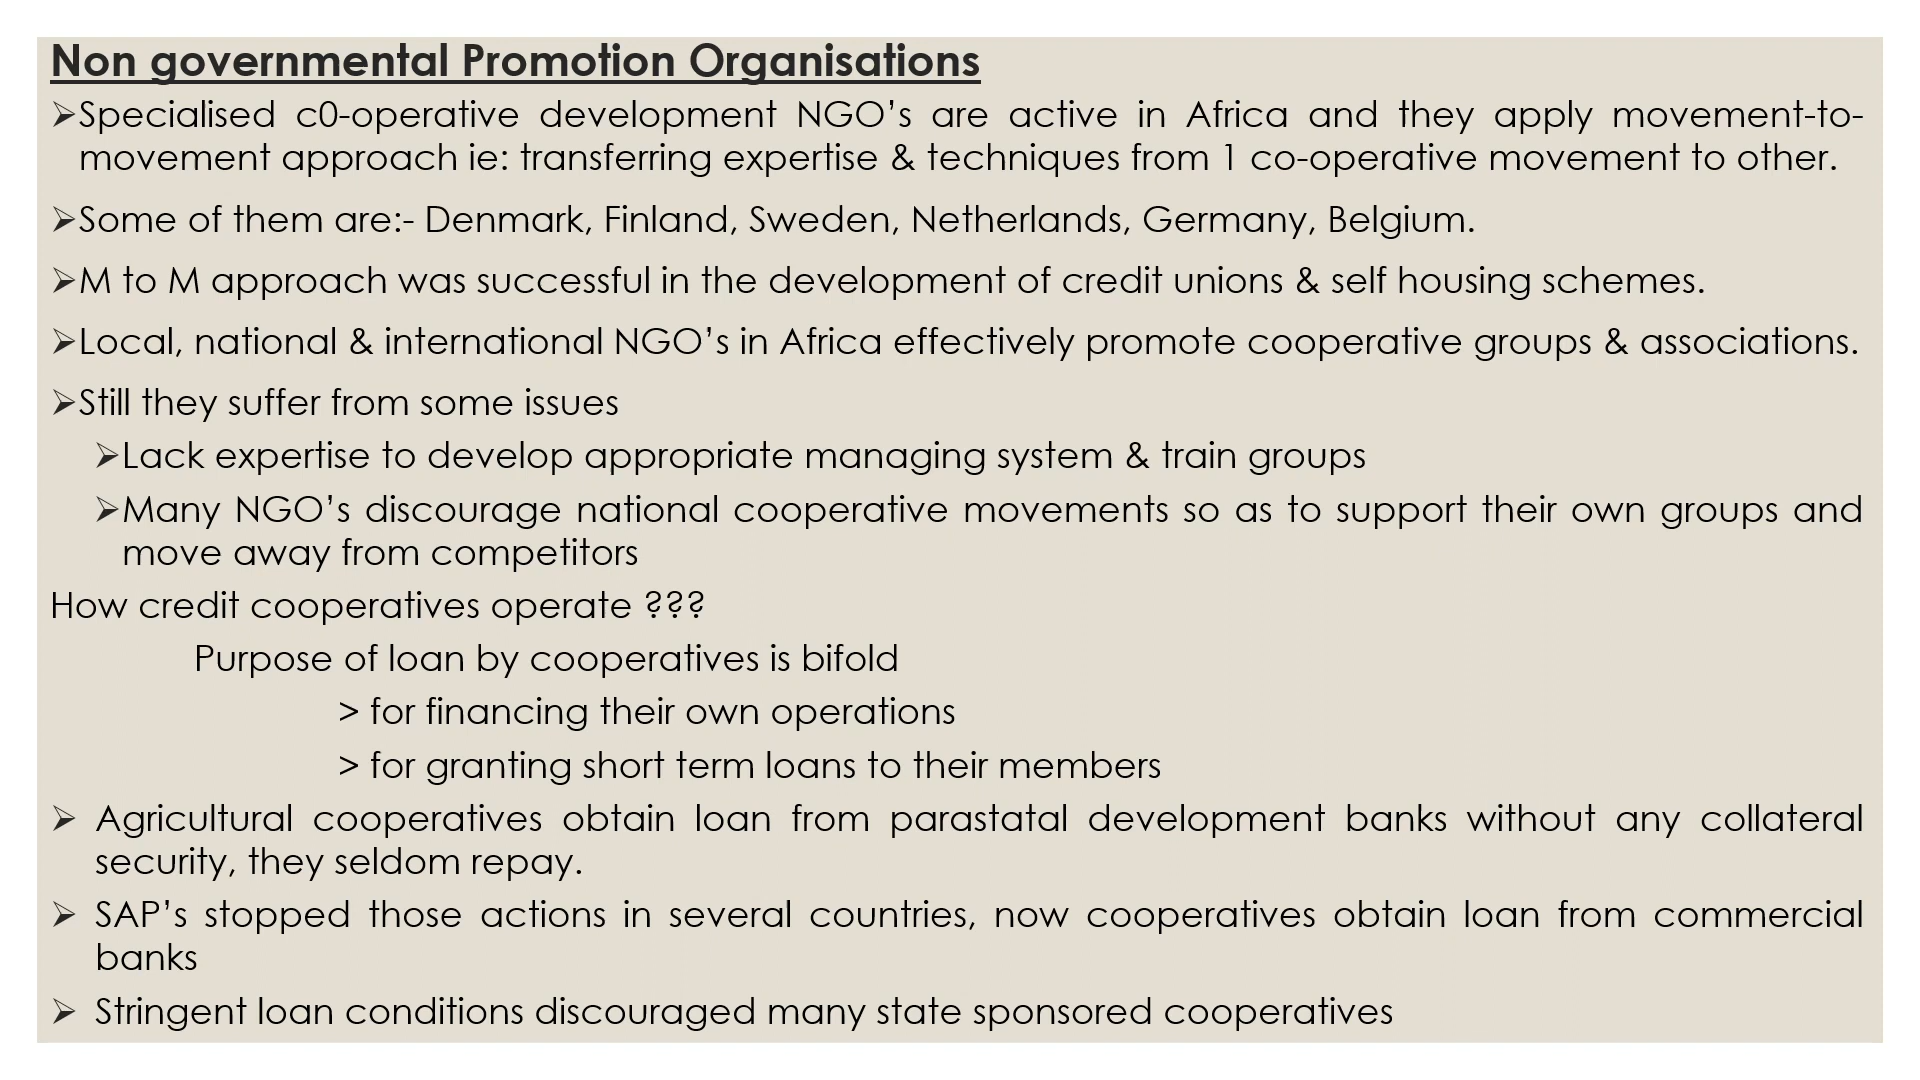 Non governmental Promotion Organisations
➢Specialised c0-operative development NGO’s are active in Africa and they apply movement-to-
movement approach ie: transferring expertise & techniques from 1 co-operative movement to other.
➢Some of them are:- Denmark, Finland, Sweden, Netherlands, Germany, Belgium.
➢M to M approach was successful in the development of credit unions & self housing schemes.
➢Local, national & international NGO’s in Africa effectively promote cooperative groups & associations.
➢Still they suffer from some issues
➢Lack expertise to develop appropriate managing system & train groups
➢Many NGO’s discourage national cooperative movements so as to support their own groups and
move away from competitors
How credit cooperatives operate ???
Purpose of loan by cooperatives is bifold
> for financing their own operations
> for granting short term loans to their members
➢ Agricultural cooperatives obtain loan from parastatal development banks without any collateral
security, they seldom repay.
➢ SAP’s stopped those actions in several countries, now cooperatives obtain loan from commercial
banks
➢ Stringent loan conditions discouraged many state sponsored cooperatives